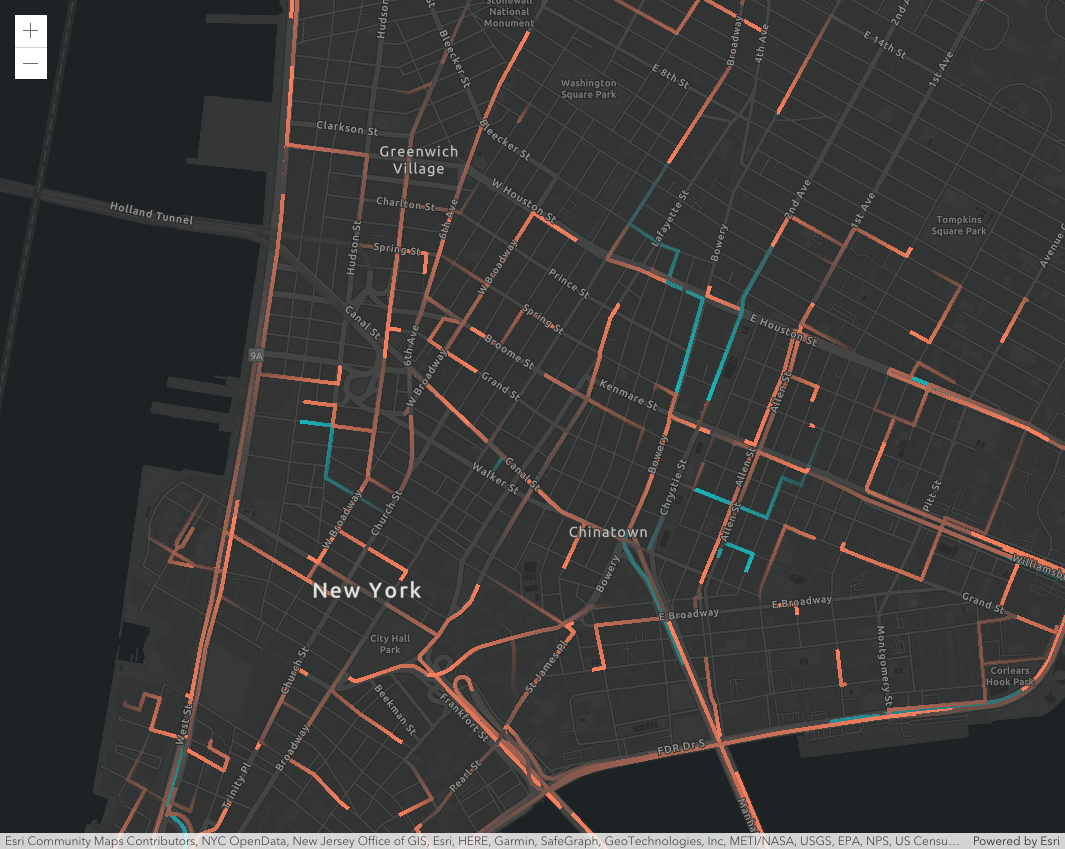 Stonewall
National
Monument
Hudson
Bleecker St
Broadway
4th Ave
2nd A
E 14th St
1st Ave
E 8th St
Washington
Square Park
Clarkson St
Bleecker St
Greenwich
Village
W Houston St
Charlton St
6th Ave
Holland Tunnel
Lafayette St
2nd Ave
1st Ave
Tompkins
Square Park
Avenue C
Hudson St
Spring St
Bowery
W Broadway
Prince St
Canal St
Spring St
E Houston St
9A
6th Ave
Broome St
W Broadway
Grand St
Kenmare St
Allen St
Bowery
Canal St
Walker St
Chrystie St
Allen St
Pitt St
W Broadway
Church St
Allen St
Chinatown
Williamsb
New York
Bowery
E Broadway
E Broadway
Grand St
City Hall
Park
Montgomery St
Church St
St James Pl
Corlears
Hook Park
Beekman St
Frankfort St
West St
Broadway
FDR Dr S
Trinity Pl
Pearl St
Manha
Esri Community Maps Contributors, NYC OpenData, New Jersey Office of GIS, Esri, HERE, Garmin, SafeGraph, GeoTechnologies, Inc, METI/NASA, USGS, EPA, NPS, US Censu… Powered by Esri